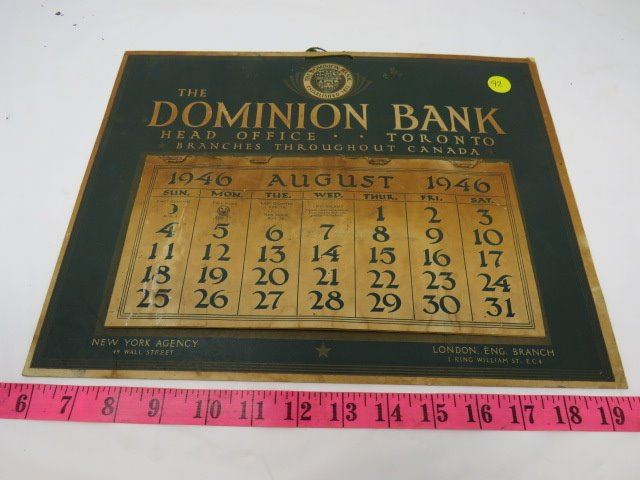 92
THE
DOMINION BANK
HEAD OFFICE · · TORONTO
BRANCHES THROUGHOUT CANADA
1946 AUGUST 1946
SUN. MON. TUE. WED. THUR. FRI. SAT.
1 2 3
4 5 6 7 8 9 10
11 12 13 14 15 16 17
18 19 20 21 22 23 24
25 26 27 28 29 30 31
NEW YORK AGENCY
49 WALL STREET
LONDON, ENG. BRANCH
3 KING WILLIAM ST. E.C.4
6 7 8 9 10 11 12 13 14 15 16 17 18 19